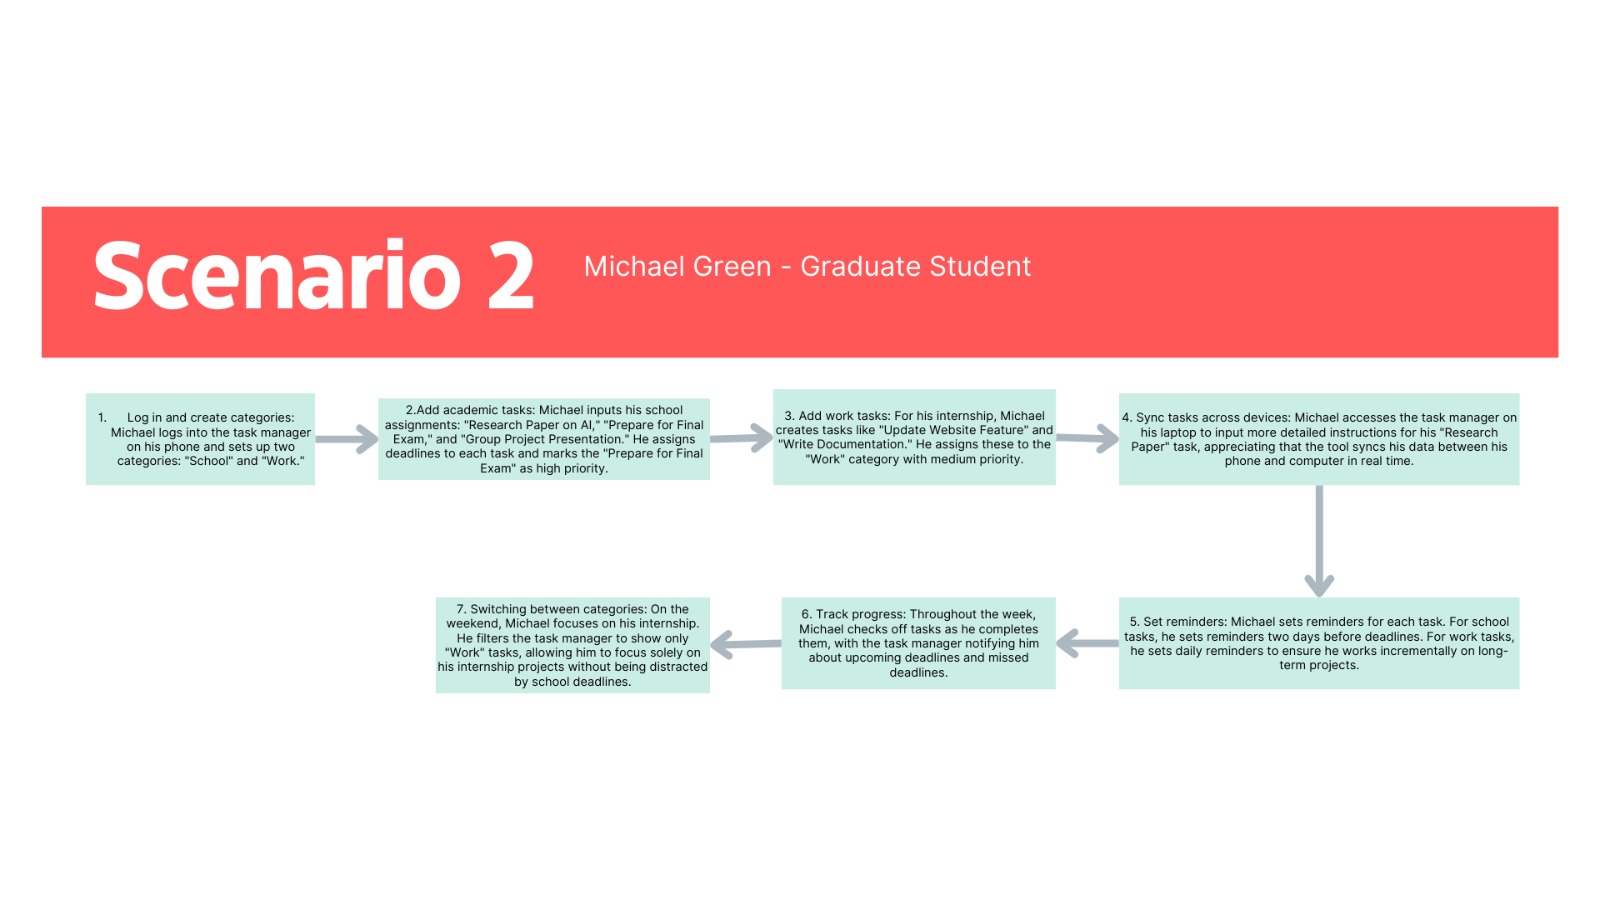 Scenario 2
Michael Green - Graduate Student
1. Log in and create categories:
Michael logs into the task manager
on his phone and sets up two
categories: "School" and "Work."
2.Add academic tasks: Michael inputs his school
assignments: "Research Paper on AI," "Prepare for Final
Exam," and "Group Project Presentation." He assigns
deadlines to each task and marks the "Prepare for Final
Exam" as high priority.
3. Add work tasks: For his internship, Michael
creates tasks like "Update Website Feature" and
"Write Documentation." He assigns these to the
"Work" category with medium priority.
4. Sync tasks across devices: Michael accesses the task manager on
his laptop to input more detailed instructions for his "Research
Paper" task, appreciating that the tool syncs his data between his
phone and computer in real time.
5. Set reminders: Michael sets reminders for each task. For school
tasks, he sets reminders two days before deadlines. For work tasks,
he sets daily reminders to ensure he works incrementally on long-
term projects.
6. Track progress: Throughout the week,
Michael checks off tasks as he completes
them, with the task manager notifying him
about upcoming deadlines and missed
deadlines.
7. Switching between categories: On the
weekend, Michael focuses on his internship.
He filters the task manager to show only
"Work" tasks, allowing him to focus solely on
his internship projects without being distracted
by school deadlines.